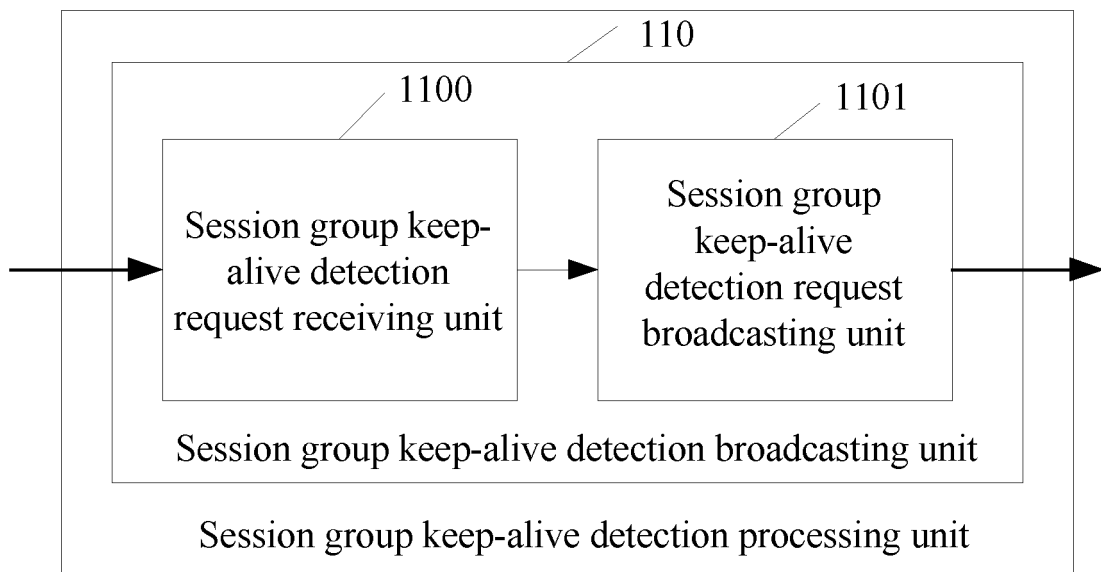 110
1100
1101
Session group keep-
alive detection
request receiving unit
Session group
keep-alive
detection request
broadcasting unit
Session group keep-alive detection broadcasting unit
Session group keep-alive detection processing unit